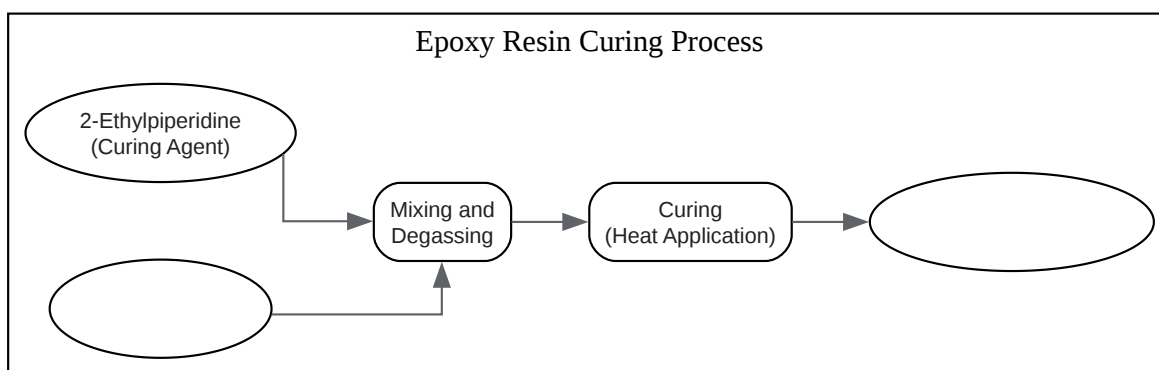 Epoxy Resin Curing Process
2-Ethylpiperidine
(Curing Agent)
Mixing and
Degassing
Curing
(Heat Application)